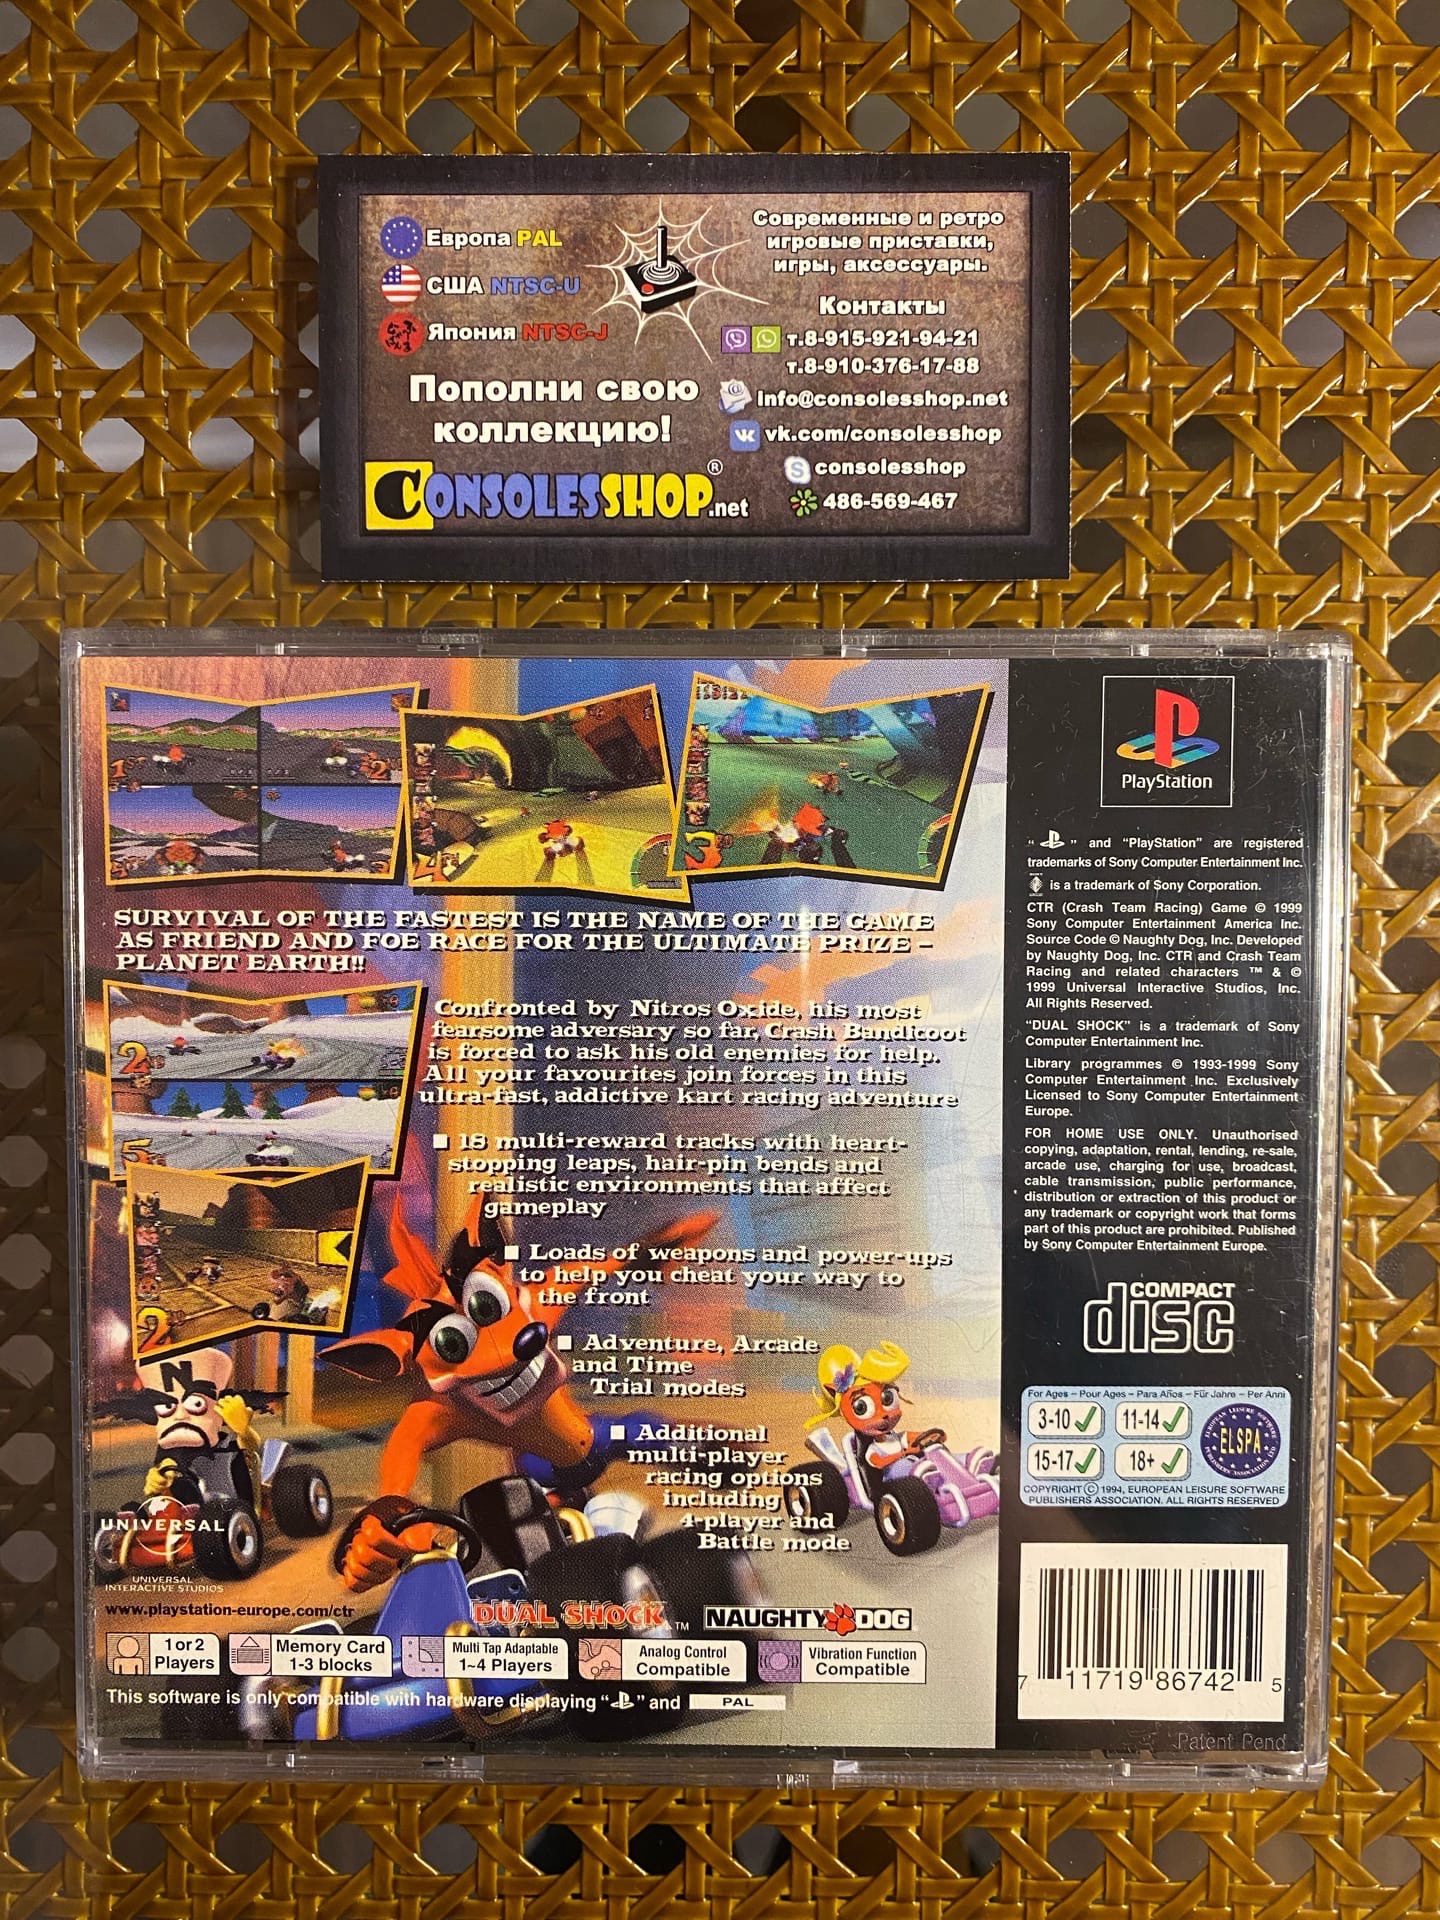 Европа PAL
США NTSC-U
Япония NTSC-J
Пополни свою
коллекцию!
CONSOLESSHOP.net
®
Современные и ретро
игровые приставки,
игры, аксессуары.
Контакты
т.8-915-921-94-21
т.8-910-376-17-88
info@consolesshop.net
vk.com/consolesshop
consolesshop
486-569-467
SURVIVAL OF THE FASTEST IS THE NAME OF THE GAME
AS FRIEND AND FOE RACE FOR THE ULTIMATE PRIZE –
PLANET EARTH!!
Confronted by Nitros Oxide, his most
fearsome adversary so far, Crash Bandicoot
is forced to ask his old enemies for help.
All your favourites join forces in this
ultra-fast, addictive kart racing adventure
■ 18 multi-reward tracks with heart-
stopping leaps, hair-pin bends and
realistic environments that affect
gameplay
■ Loads of weapons and power-ups
to help you cheat your way to
the front
■ Adventure, Arcade
and Time
Trial modes
■ Additional
multi-player
racing options
including
4-player and
Battle mode
N
UNIVERSAL
UNIVERSAL
INTERACTIVE STUDIOS
www.playstation-europe.com/ctr
DUAL SHOCK™
NAUGHTY DOG
1 or 2
Players
Memory Card
1-3 blocks
Multi Tap Adaptable
1~4 Players
Analog Control
Compatible
Vibration Function
Compatible
This software is only compatible with hardware displaying “ ” and PAL
PlayStation
“ ” and “PlayStation” are registered
trademarks of Sony Computer Entertainment Inc.
is a trademark of Sony Corporation.
CTR (Crash Team Racing) Game © 1999
Sony Computer Entertainment America Inc.
Source Code © Naughty Dog, Inc. Developed
by Naughty Dog, Inc. CTR and Crash Team
Racing and related characters ™ & ©
1999 Universal Interactive Studios, Inc.
All Rights Reserved.
“DUAL SHOCK” is a trademark of Sony
Computer Entertainment Inc.
Library programmes © 1993-1999 Sony
Computer Entertainment Inc. Exclusively
Licensed to Sony Computer Entertainment
Europe.
FOR HOME USE ONLY. Unauthorised
copying, adaptation, rental, lending, re-sale,
arcade use, charging for use, broadcast,
cable transmission, public performance,
distribution or extraction of this product or
any trademark or copyright work that forms
part of this product are prohibited. Published
by Sony Computer Entertainment Europe.
COMPACT
disc
For Ages – Pour Ages – Para Años – Für Jahre – Per Anni
3-10 11-14
15-17 18+
ELSPA
COPYRIGHT © 1994, EUROPEAN LEISURE SOFTWARE
PUBLISHERS ASSOCIATION. ALL RIGHTS RESERVED
7 11719 86742 5
Patent Pend